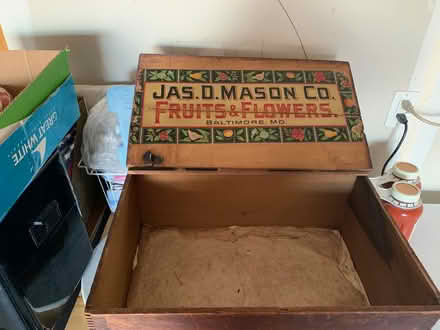 JAS. D. MASON CO.
FRUITS & FLOWERS.
BALTIMORE, MD.
GREAT WHITE